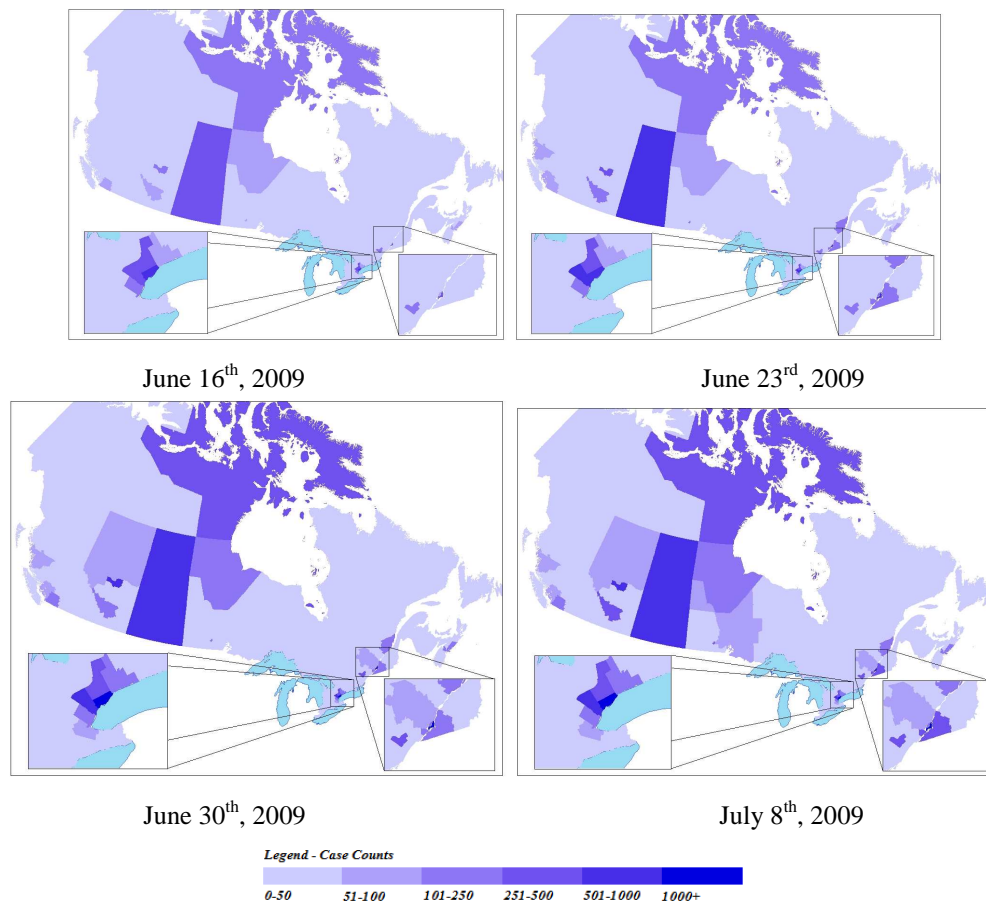 June 16th, 2009
June 23rd, 2009
June 30th, 2009
July 8th, 2009
Legend - Case Counts
0-50 51-100 101-250 251-500 501-1000 1000+